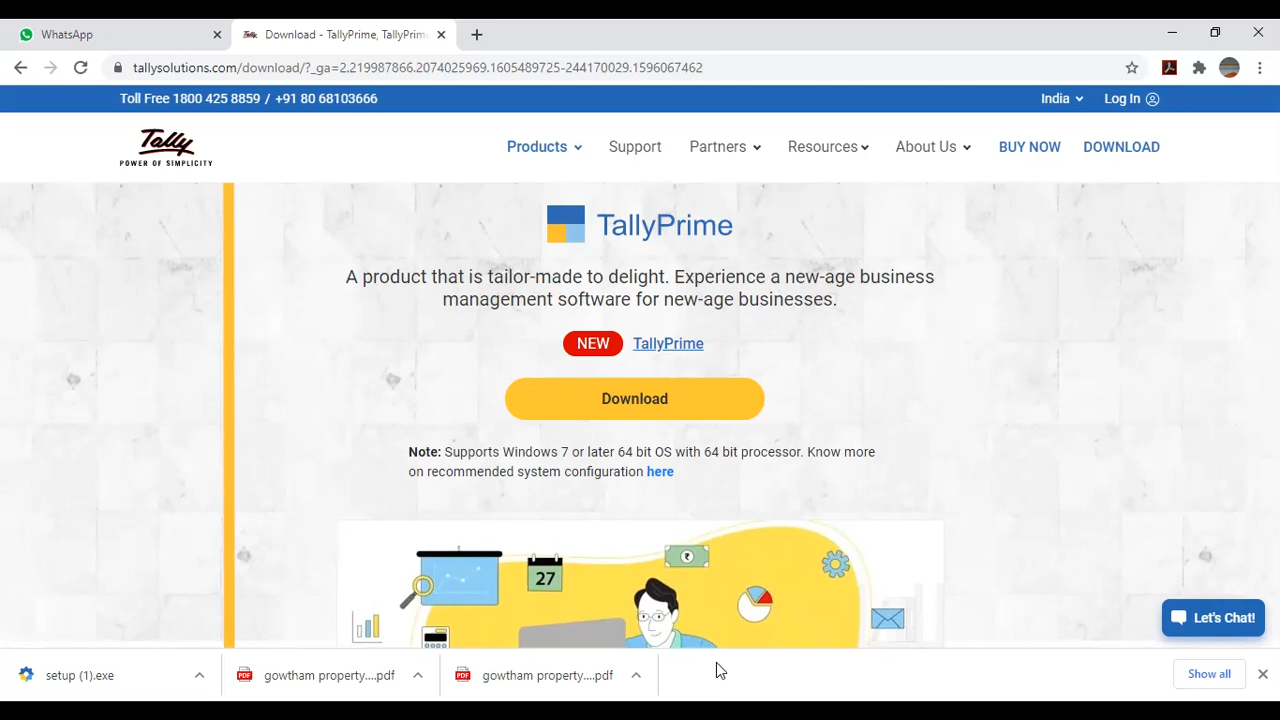 WhatsApp
Download - TallyPrime, TallyPrim
tallysolutions.com/download/?_ga=2.219987866.2074025969.1605489725-244170029.1596067462
Toll Free 1800 425 8859 / +91 80 68103666
India
Log In
Tally
POWER OF SIMPLICITY
Products
Support
Partners
Resources
About Us
BUY NOW
DOWNLOAD
TallyPrime
A product that is tailor-made to delight. Experience a new-age business
management software for new-age businesses.
NEW TallyPrime
Download
Note: Supports Windows 7 or later 64 bit OS with 64 bit processor. Know more
on recommended system configuration here
27
₹
Let's Chat!
setup (1).exe
PDF gowtham property....pdf
PDF gowtham property....pdf
Show all